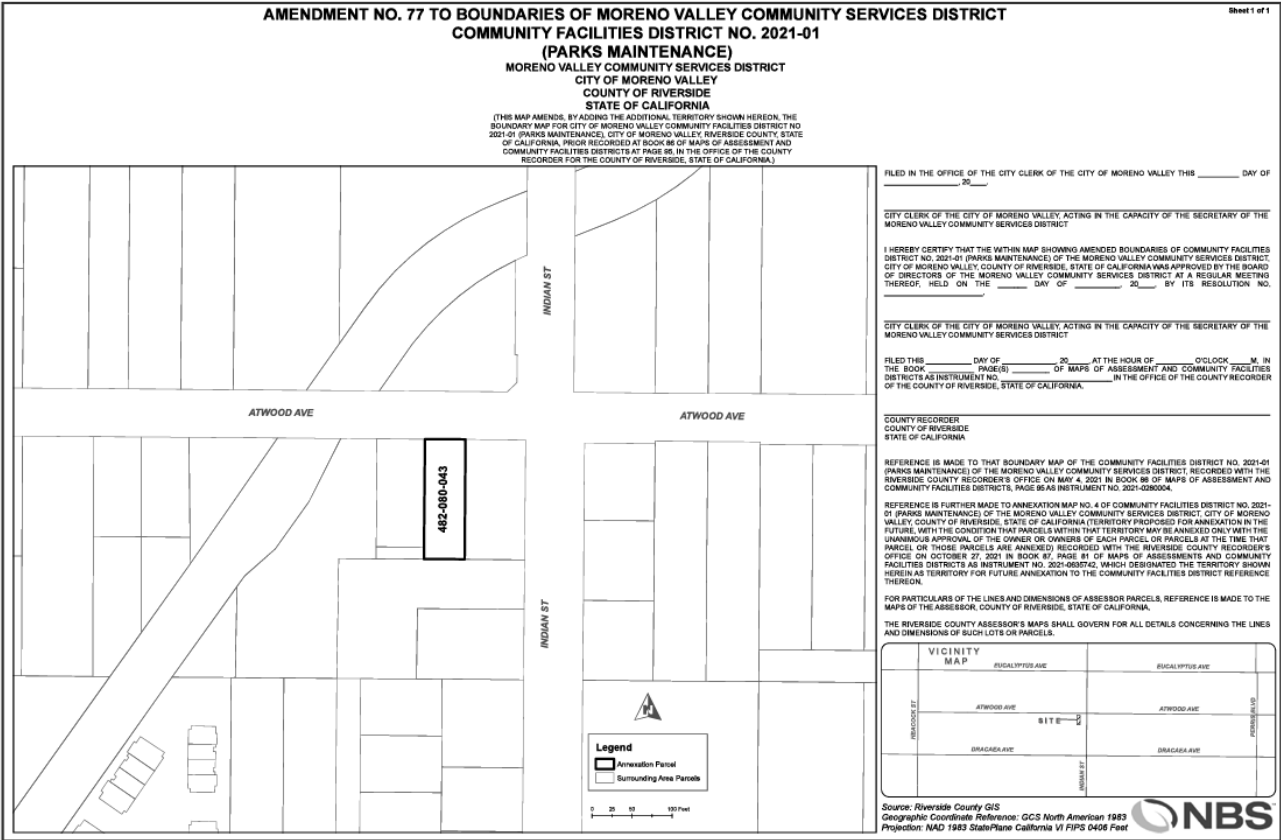 AMENDMENT NO. 77 TO BOUNDARIES OF MORENO VALLEY COMMUNITY SERVICES DISTRICT
COMMUNITY FACILITIES DISTRICT NO. 2021-01
(PARKS MAINTENANCE)
MORENO VALLEY COMMUNITY SERVICES DISTRICT
CITY OF MORENO VALLEY
COUNTY OF RIVERSIDE
STATE OF CALIFORNIA
(THIS MAP AMENDS, BY ADDING THE ADDITIONAL TERRITORY SHOWN HEREON, THE
BOUNDARY MAP FOR CITY OF MORENO VALLEY COMMUNITY FACILITIES DISTRICT NO
2021-01 (PARKS MAINTENANCE), CITY OF MORENO VALLEY, RIVERSIDE COUNTY, STATE
OF CALIFORNIA, PRIOR RECORDED AT BOOK 86 OF MAPS OF ASSESSMENT AND
COMMUNITY FACILITIES DISTRICTS AT PAGE 95, IN THE OFFICE OF THE COUNTY
RECORDER FOR THE COUNTY OF RIVERSIDE, STATE OF CALIFORNIA.)
Sheet 1 of 1
INDIAN ST
ATWOOD AVE
ATWOOD AVE
482-080-043
INDIAN ST
Legend
Annexation Parcel
Surrounding Area Parcels
0 25 50 100 Feet
FILED IN THE OFFICE OF THE CITY CLERK OF THE CITY OF MORENO VALLEY THIS ________ DAY OF
______________, 20____.
CITY CLERK OF THE CITY OF MORENO VALLEY, ACTING IN THE CAPACITY OF THE SECRETARY OF THE
MORENO VALLEY COMMUNITY SERVICES DISTRICT
I HEREBY CERTIFY THAT THE WITHIN MAP SHOWING AMENDED BOUNDARIES OF COMMUNITY FACILITIES
DISTRICT NO. 2021-01 (PARKS MAINTENANCE) OF THE MORENO VALLEY COMMUNITY SERVICES DISTRICT,
CITY OF MORENO VALLEY, COUNTY OF RIVERSIDE, STATE OF CALIFORNIA WAS APPROVED BY THE BOARD
OF DIRECTORS OF THE MORENO VALLEY COMMUNITY SERVICES DISTRICT AT A REGULAR MEETING
THEREOF, HELD ON THE ______ DAY OF _________, 20____, BY ITS RESOLUTION NO.
___________________.
CITY CLERK OF THE CITY OF MORENO VALLEY, ACTING IN THE CAPACITY OF THE SECRETARY OF THE
MORENO VALLEY COMMUNITY SERVICES DISTRICT
FILED THIS _________ DAY OF ___________, 20____, AT THE HOUR OF ________ O'CLOCK ____M, IN
THE BOOK _________ PAGE(S) ________ OF MAPS OF ASSESSMENT AND COMMUNITY FACILITIES
DISTRICTS AS INSTRUMENT NO. ______________________ IN THE OFFICE OF THE COUNTY RECORDER
OF THE COUNTY OF RIVERSIDE, STATE OF CALIFORNIA.
COUNTY RECORDER
COUNTY OF RIVERSIDE
STATE OF CALIFORNIA
REFERENCE IS MADE TO THAT BOUNDARY MAP OF THE COMMUNITY FACILITIES DISTRICT NO. 2021-01
(PARKS MAINTENANCE) OF THE MORENO VALLEY COMMUNITY SERVICES DISTRICT, RECORDED WITH THE
RIVERSIDE COUNTY RECORDER'S OFFICE ON MAY 4, 2021 IN BOOK 86 OF MAPS OF ASSESSMENT AND
COMMUNITY FACILITIES DISTRICTS, PAGE 95 AS INSTRUMENT NO. 2021-0280004.
REFERENCE IS FURTHER MADE TO ANNEXATION MAP NO. 4 OF COMMUNITY FACILITIES DISTRICT NO. 2021-
01 (PARKS MAINTENANCE) OF THE MORENO VALLEY COMMUNITY SERVICES DISTRICT, CITY OF MORENO
VALLEY, COUNTY OF RIVERSIDE, STATE OF CALIFORNIA (TERRITORY PROPOSED FOR ANNEXATION IN THE
FUTURE, WITH THE CONDITION THAT PARCELS WITHIN THAT TERRITORY MAY BE ANNEXED ONLY WITH THE
UNANIMOUS APPROVAL OF THE OWNER OR OWNERS OF EACH PARCEL OR PARCELS AT THE TIME THAT
PARCEL OR THOSE PARCELS ARE ANNEXED) RECORDED WITH THE RIVERSIDE COUNTY RECORDER'S
OFFICE ON OCTOBER 27, 2021 IN BOOK 87, PAGE 81 OF MAPS OF ASSESSMENTS AND COMMUNITY
FACILITIES DISTRICTS AS INSTRUMENT NO. 2021-0635742, WHICH DESIGNATED THE TERRITORY SHOWN
HEREIN AS TERRITORY FOR FUTURE ANNEXATION TO THE COMMUNITY FACILITIES DISTRICT REFERENCE
THEREON.
FOR PARTICULARS OF THE LINES AND DIMENSIONS OF ASSESSOR PARCELS, REFERENCE IS MADE TO THE
MAPS OF THE ASSESSOR, COUNTY OF RIVERSIDE, STATE OF CALIFORNIA.
THE RIVERSIDE COUNTY ASSESSOR'S MAPS SHALL GOVERN FOR ALL DETAILS CONCERNING THE LINES
AND DIMENSIONS OF SUCH LOTS OR PARCELS.
VICINITY
MAP
EUCALYPTUS AVE
EUCALYPTUS AVE
HEACOCK ST
ATWOOD AVE
ATWOOD AVE
PERRIS BLVD
SITE
DRACAEA AVE
DRACAEA AVE
INDIAN ST
Source: Riverside County GIS
Geographic Coordinate Reference: GCS North American 1983
Projection: NAD 1983 StatePlane California VI FIPS 0406 Feet
NBS